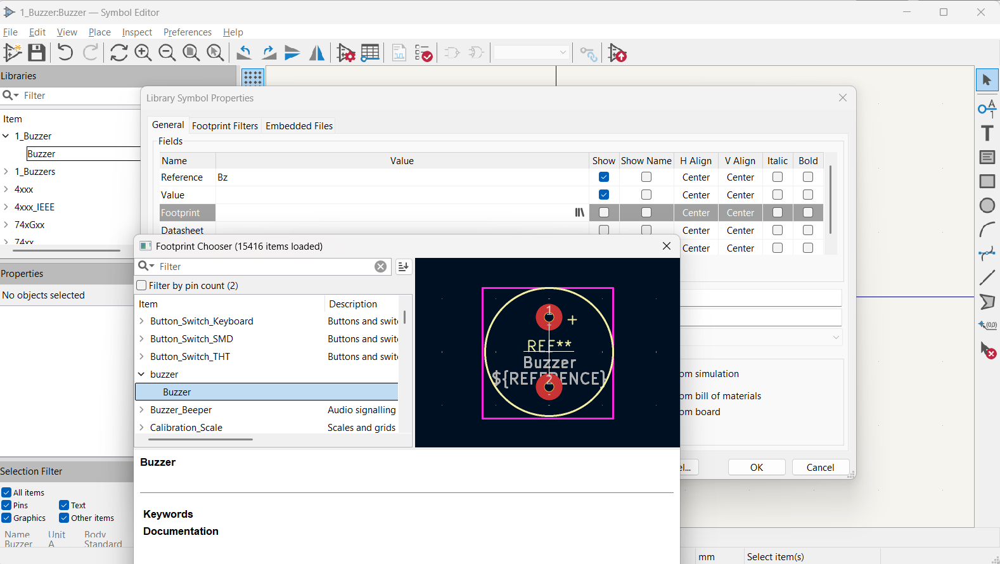 1_Buzzer:Buzzer — Symbol Editor
File Edit View Place Inspect Preferences Help
Libraries
Filter
Item
1_Buzzer
Buzzer
1_Buzzers
4xxx
4xxx_IEEE
74xGxx
74xx
Properties
No objects selected
Selection Filter
All items
Pins Text
Graphics Other items
Name Unit Body
Buzzer A Standard
Library Symbol Properties
General Footprint Filters Embedded Files
Fields
Name Value Show Show Name H Align V Align Italic Bold
Reference Bz Center Center
Value Center Center
Footprint Center Center
Datasheet Center Center
Center Center
om simulation
om bill of materials
om board
el... OK Cancel
Footprint Chooser (15416 items loaded)
Filter
Filter by pin count (2)
Item Description
Button_Switch_Keyboard Buttons and swit
Button_Switch_SMD Buttons and swit
Button_Switch_THT Buttons and swit
buzzer
Buzzer
Buzzer_Beeper Audio signalling
Calibration_Scale Scales and grids
1
+
REF**
Buzzer
${REFERENCE}
2
Buzzer
Keywords
Documentation
A
1
T
(0,0)
mm Select item(s)